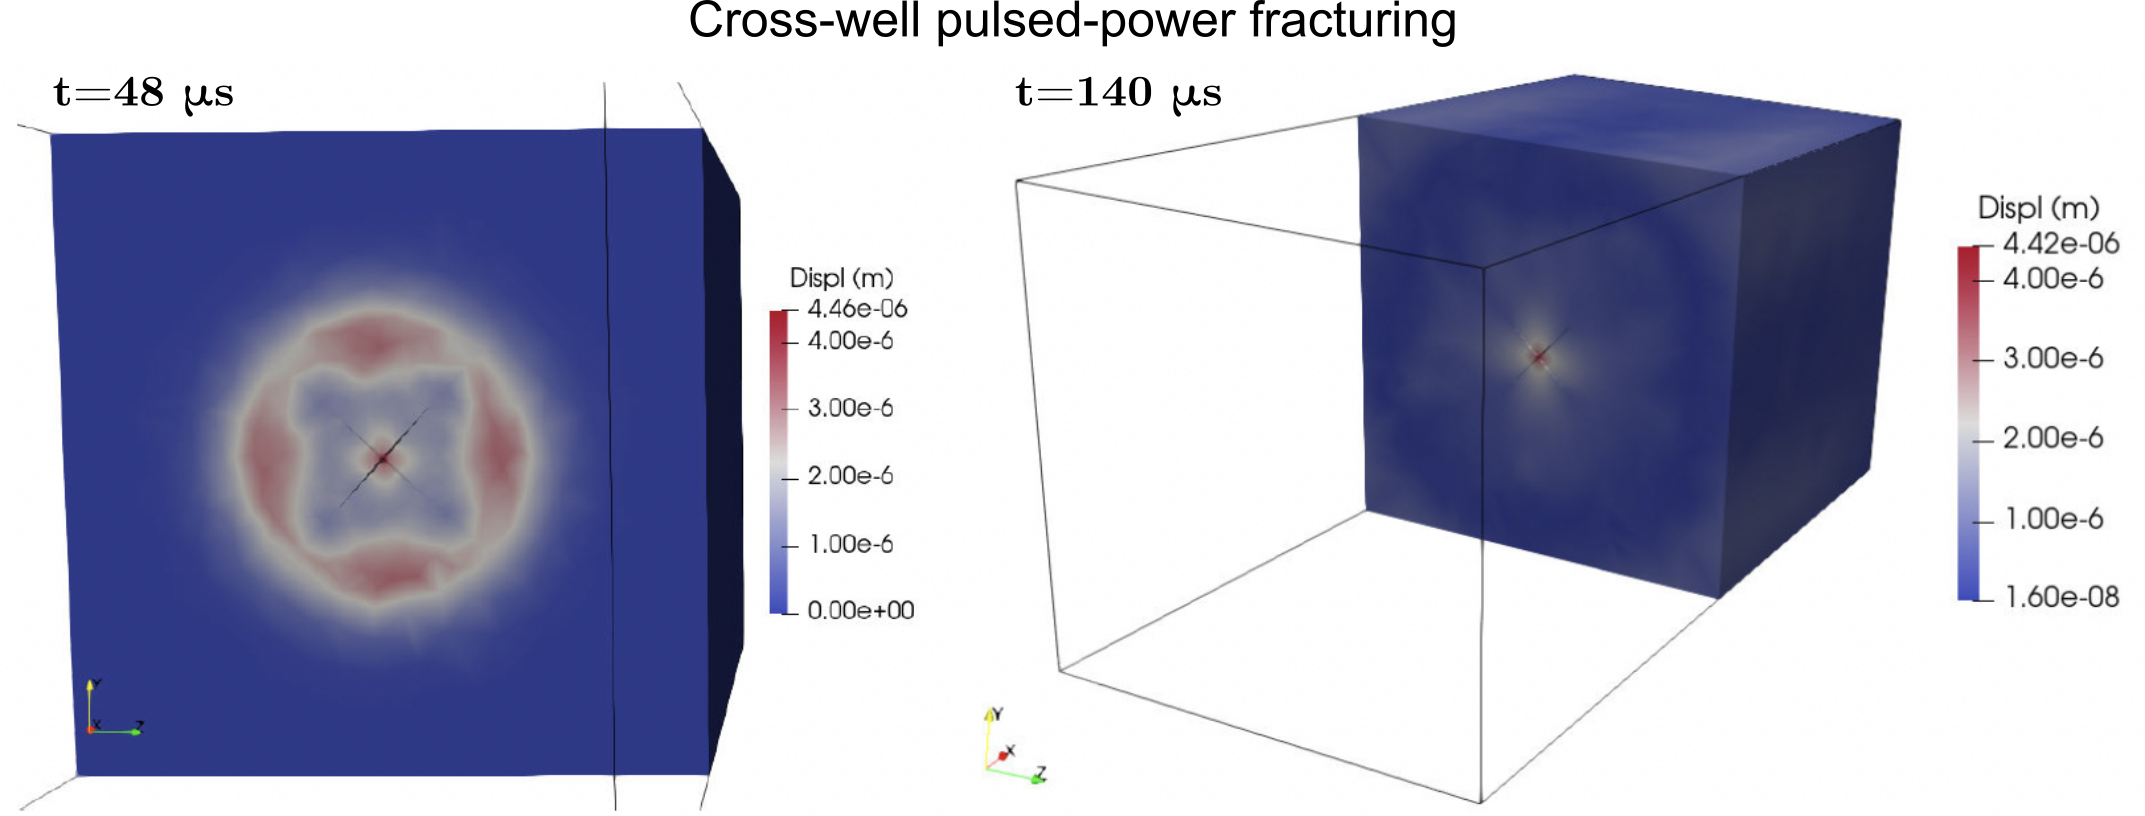 Cross-well pulsed-power fracturing
t=48 μs
Displ (m)
4.46e-06
4.00e-6
3.00e-6
2.00e-6
1.00e-6
0.00e+00
Y
X
Z
t=140 μs
Displ (m)
4.42e-06
4.00e-6
3.00e-6
2.00e-6
1.00e-6
1.60e-08
Y
X
Z